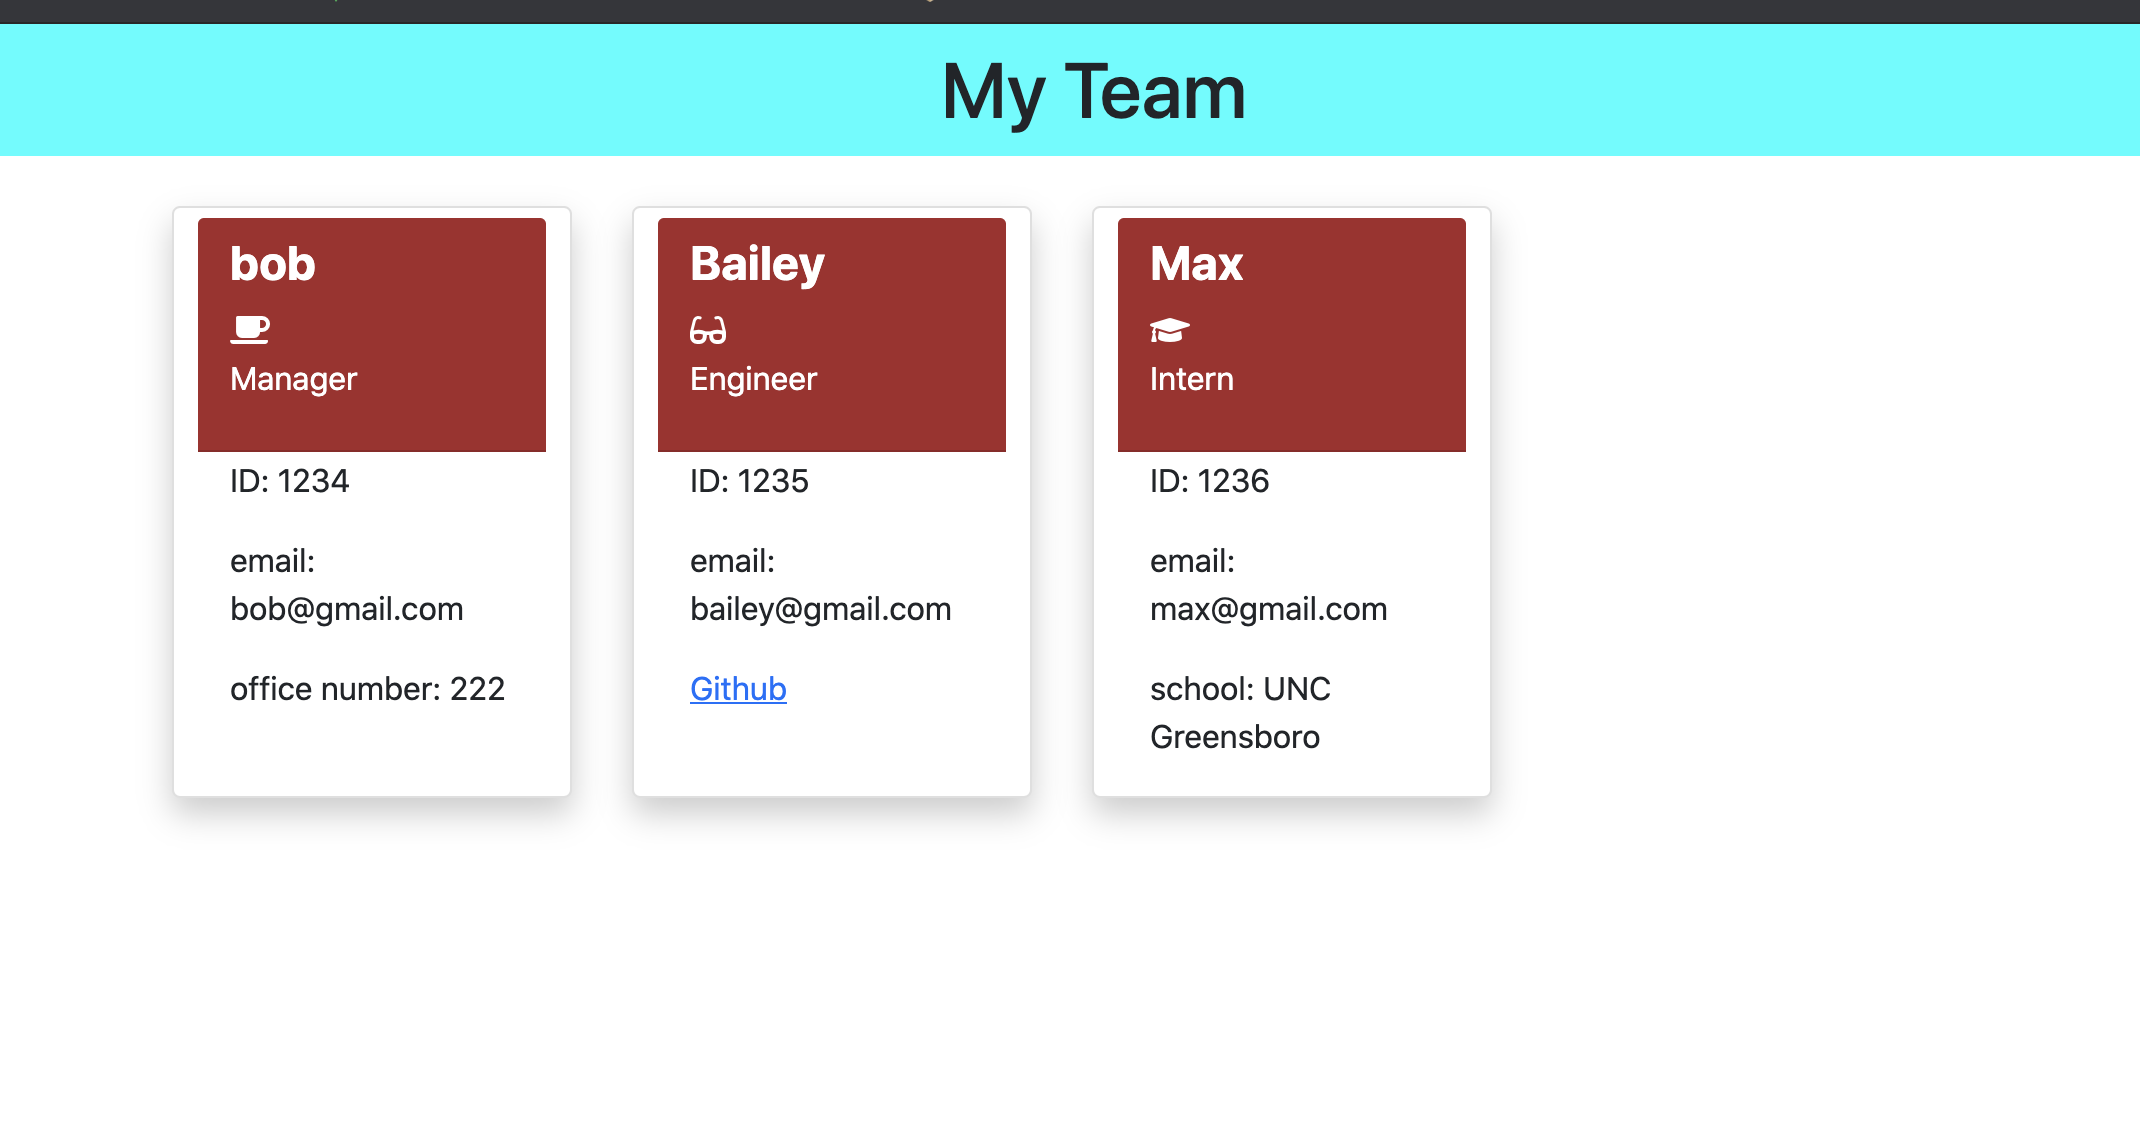 My Team
bob
Manager
ID: 1234
email:
bob@gmail.com
office number: 222
Bailey
Engineer
ID: 1235
email:
bailey@gmail.com
Github
Max
Intern
ID: 1236
email:
max@gmail.com
school: UNC
Greensboro